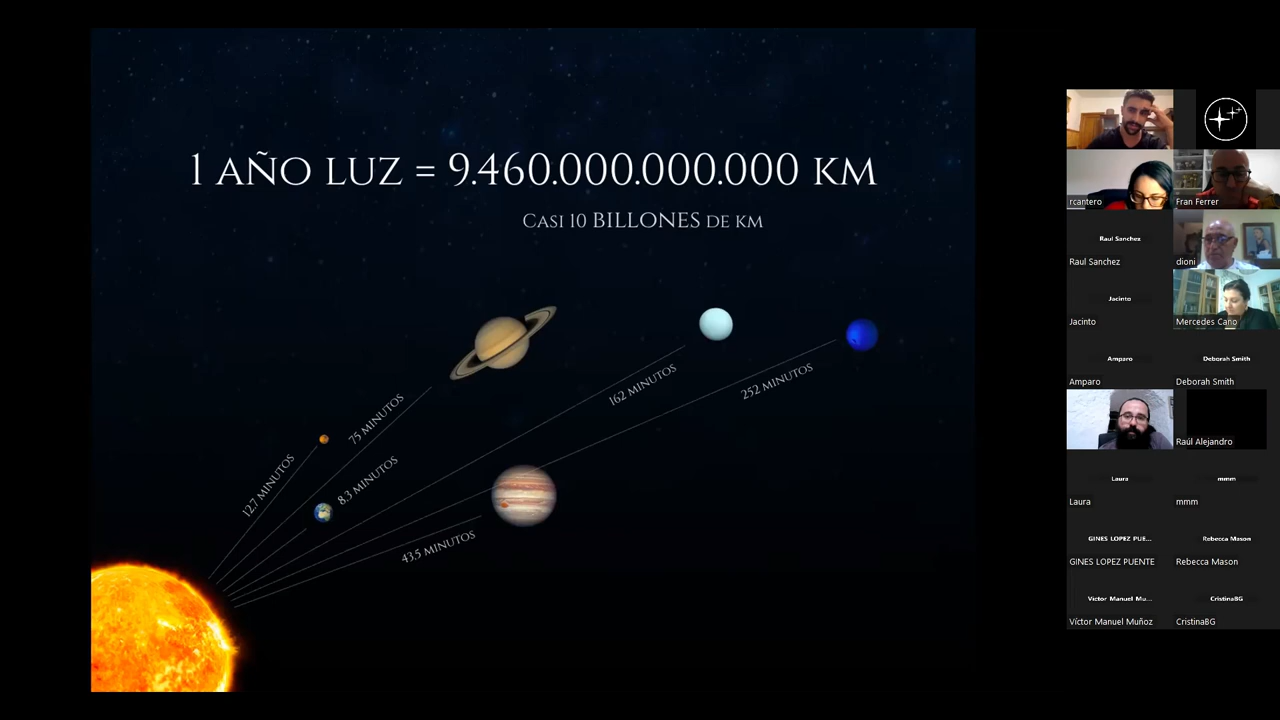 1 AÑO LUZ = 9.460.000.000.000 KM
CASI 10 BILLONES DE KM
75 MINUTOS
12.7 MINUTOS
8.3 MINUTOS
162 MINUTOS
252 MINUTOS
43.5 MINUTOS
rcantero
Fran Ferrer
Raul Sanchez
Raul Sanchez
dioni
Jacinto
Jacinto
Mercedes Cano
Amparo
Deborah Smith
Amparo
Deborah Smith
Raúl Alejandro
Laura
mmm
Laura
mmm
GINES LOPEZ PUE...
Rebecca Mason
GINES LOPEZ PUENTE
Rebecca Mason
Victor Manuel Mu...
CristinaBG
Víctor Manuel Muñoz
CristinaBG